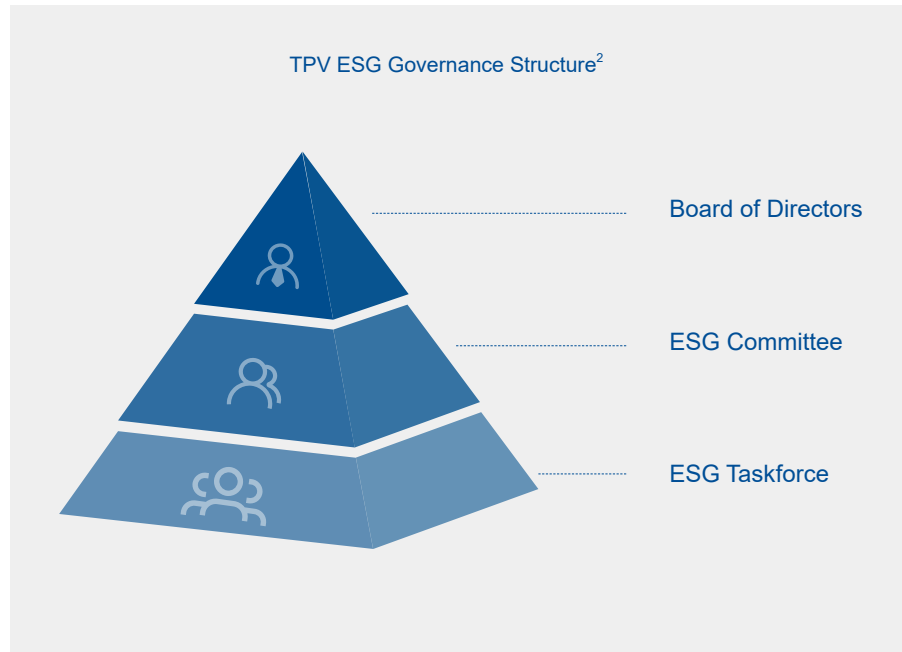 TPV ESG Governance Structure²
Board of Directors
ESG Committee
ESG Taskforce